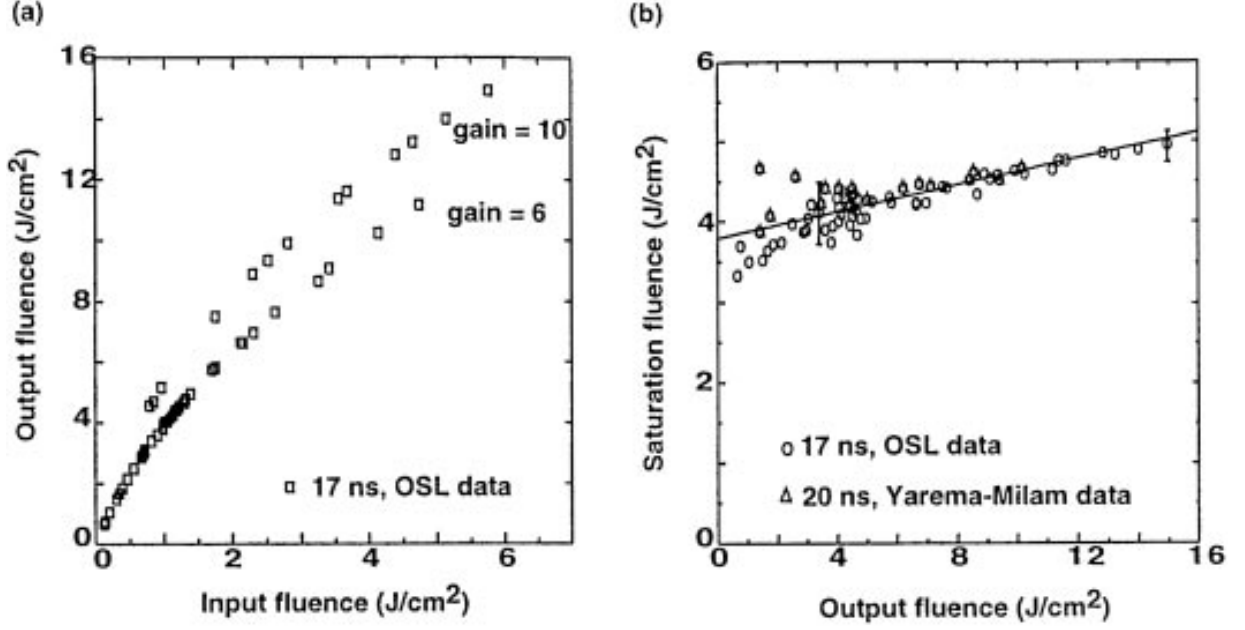 (a)
16
12
8
4
0
0 2 4 6
Output fluence (J/cm2)
Input fluence (J/cm2)
gain = 10
gain = 6
17 ns, OSL data
(b)
6
4
2
0
0 4 8 12 16
Saturation fluence (J/cm2)
Output fluence (J/cm2)
17 ns, OSL data
20 ns, Yarema-Milam data